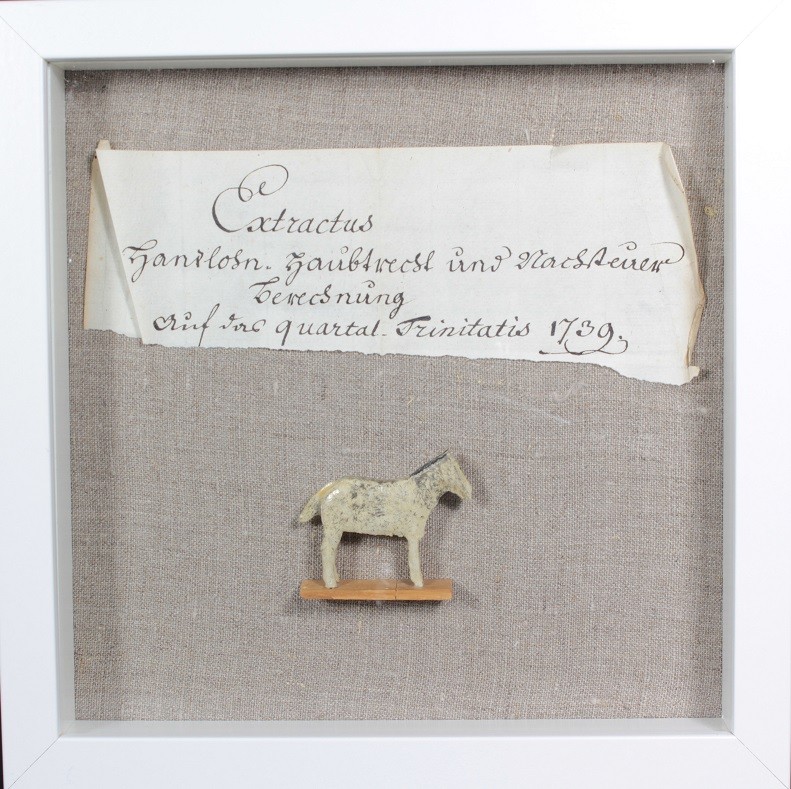 Extractus
Handlohn. Haubtrecht und Nachsteuer
berechnung
Auf das quartal. Trinitatis 1739.